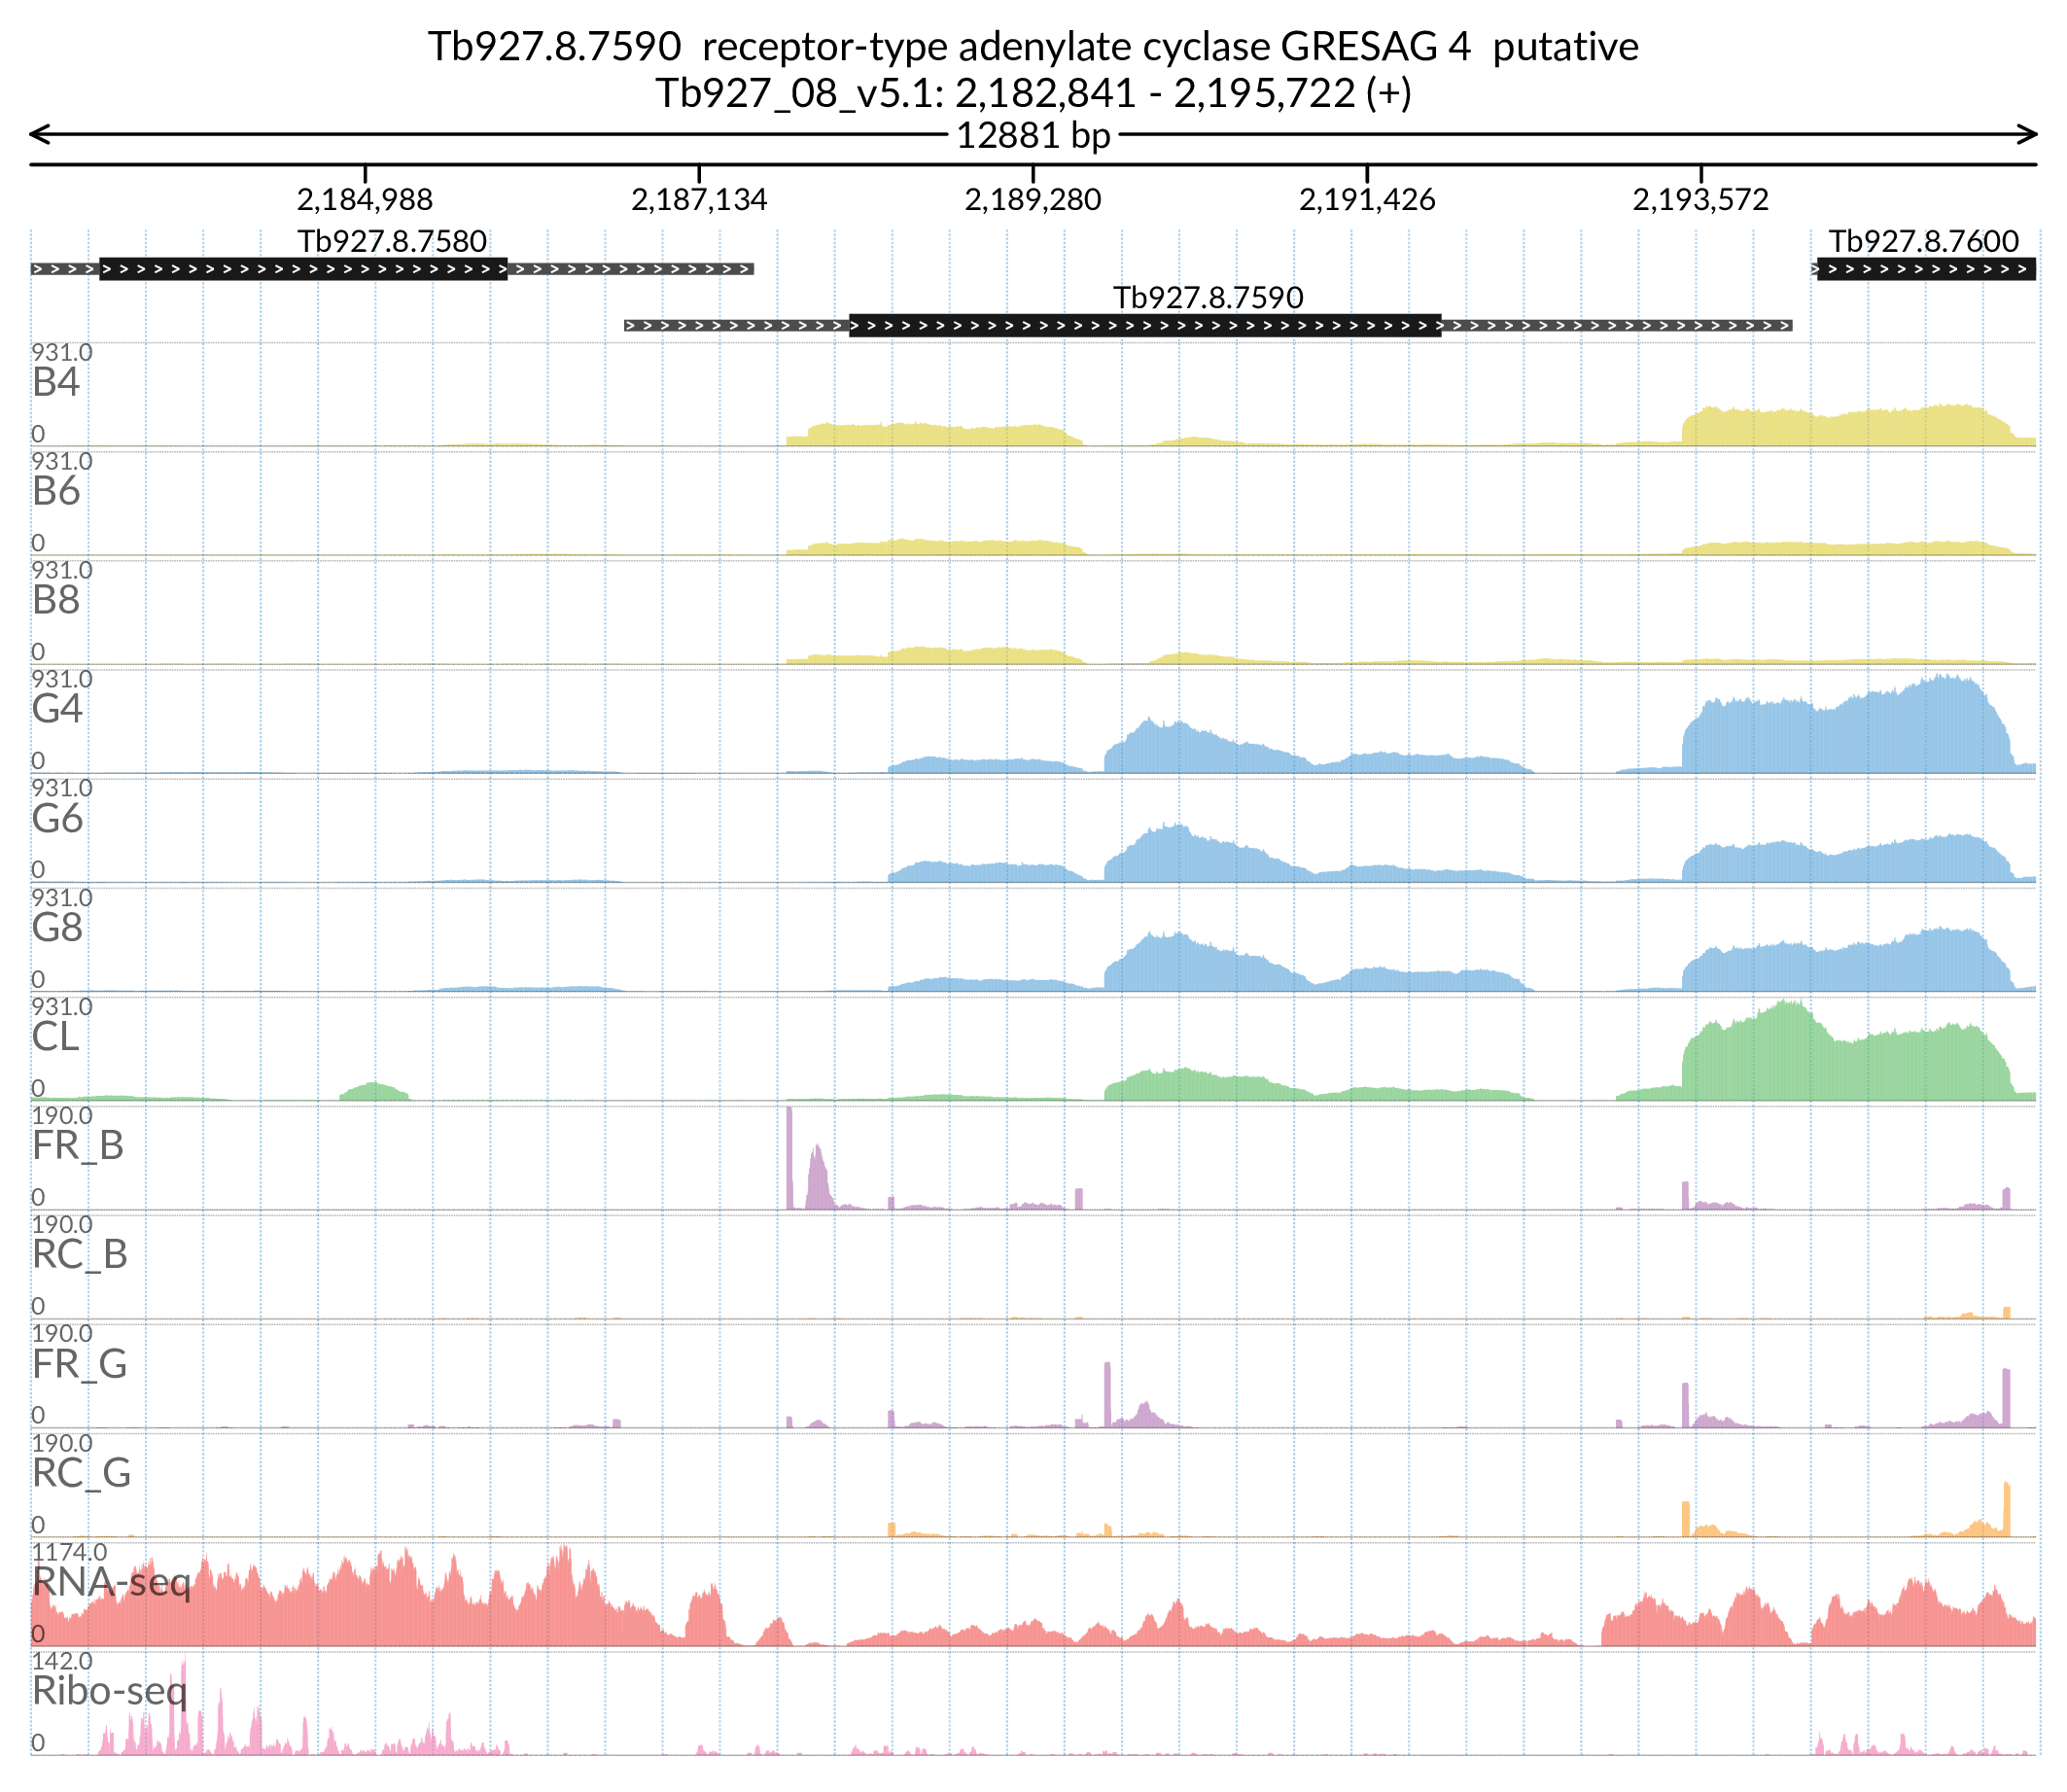 Tb927.8.7590  receptor-type adenylate cyclase GRESAG 4  putative
Tb927_08_v5.1: 2,182,841 - 2,195,722 (+)
12881 bp
2,184,988 2,187,134 2,189,280 2,191,426 2,193,572
Tb927.8.7580 Tb927.8.7600
Tb927.8.7590
931.0
B4
0
931.0
B6
0
931.0
B8
0
931.0
G4
0
931.0
G6
0
931.0
G8
0
931.0
CL
0
190.0
FR_B
0
190.0
RC_B
0
190.0
FR_G
0
190.0
RC_G
0
1174.0
RNA-seq
0
142.0
Ribo-seq
0